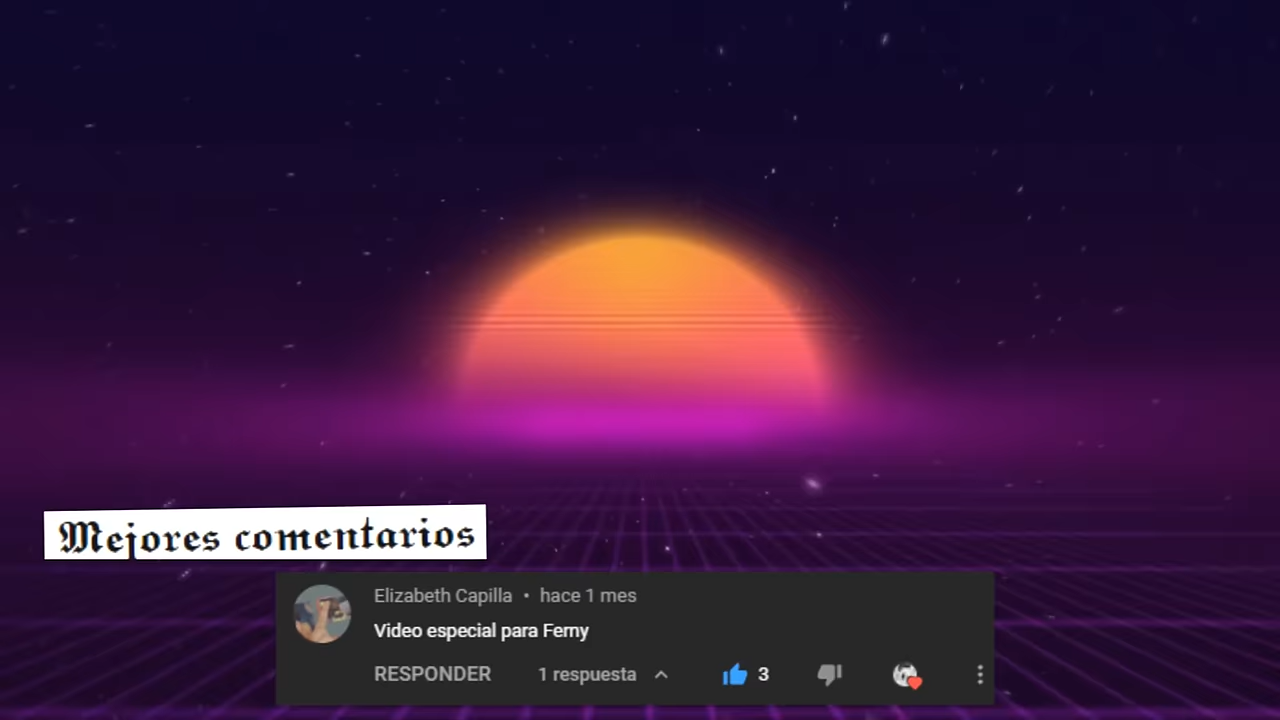 Mejores comentarios
Elizabeth Capilla • hace 1 mes
Video especial para Ferny
RESPONDER 1 respuesta 3